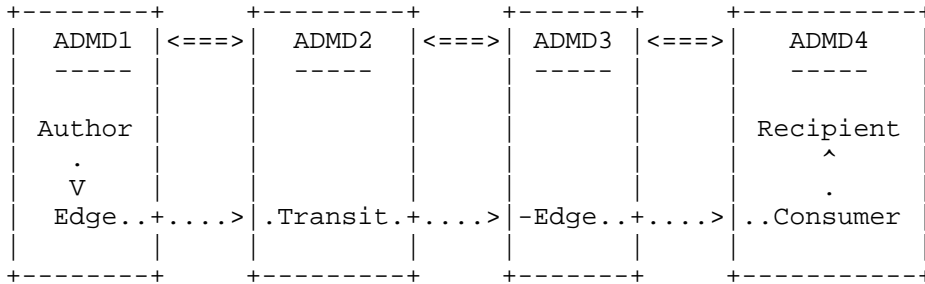 +--------+     +---------+     +-------+     +-----------+
|  ADMD1 |<===>|  ADMD2  |<===>| ADMD3 |<===>|   ADMD4   |
|  ----- |     |  -----  |     | ----- |     |   -----   |
|        |     |         |     |       |     |           |
| Author |     |         |     |       |     | Recipient |
|   .    |     |         |     |       |     |     ^     |
|   V    |     |         |     |       |     |     .     |
|  Edge..+....>|.Transit.+....>|-Edge..+....>|..Consumer |
|        |     |         |     |       |     |           |
+--------+     +---------+     +-------+     +-----------+